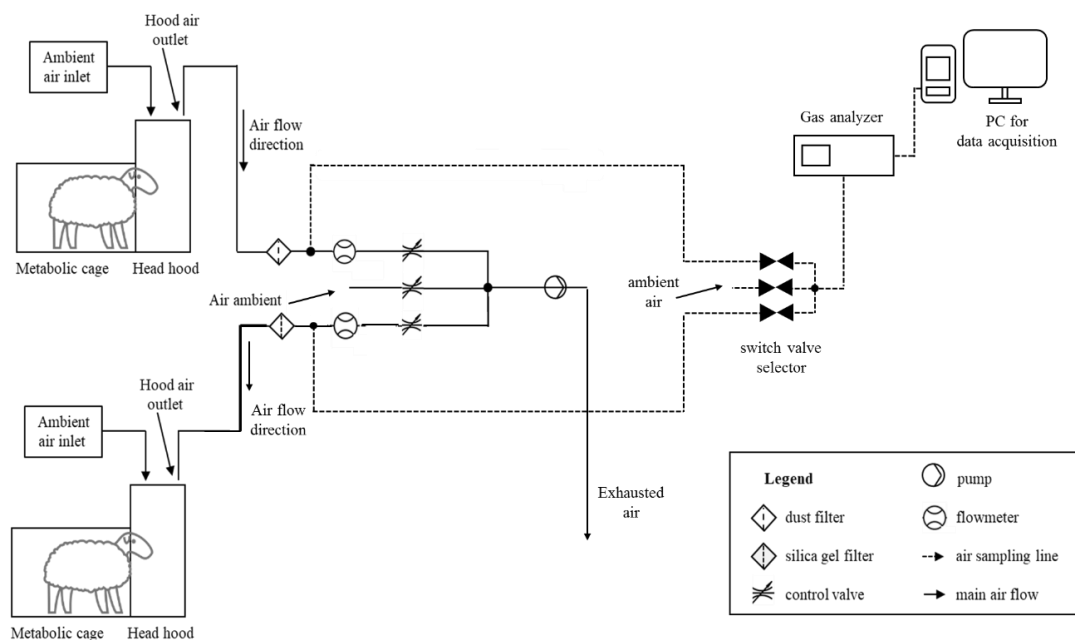 Hood air
outlet
Ambient
air inlet
Air flow
direction
Metabolic cage
Head hood
Gas analyzer
PC for
data acquisition
Air ambient
ambient
air
switch valve
selector
Hood air
outlet
Ambient
air inlet
Air flow
direction
Metabolic cage
Head hood
Exhausted
air
Legend
dust filter
silica gel filter
control valve
pump
flowmeter
air sampling line
main air flow